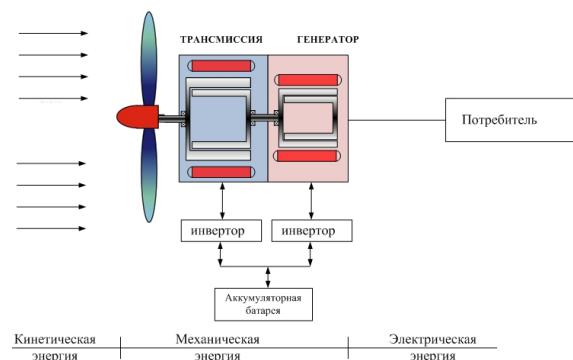 ТРАНСМИССИЯ
ГЕНЕРАТОР
Потребитель
инвертор
инвертор
Аккумуляторная
батарея
Кинетическая
энергия
Механическая
энергия
Электрическая
энергия